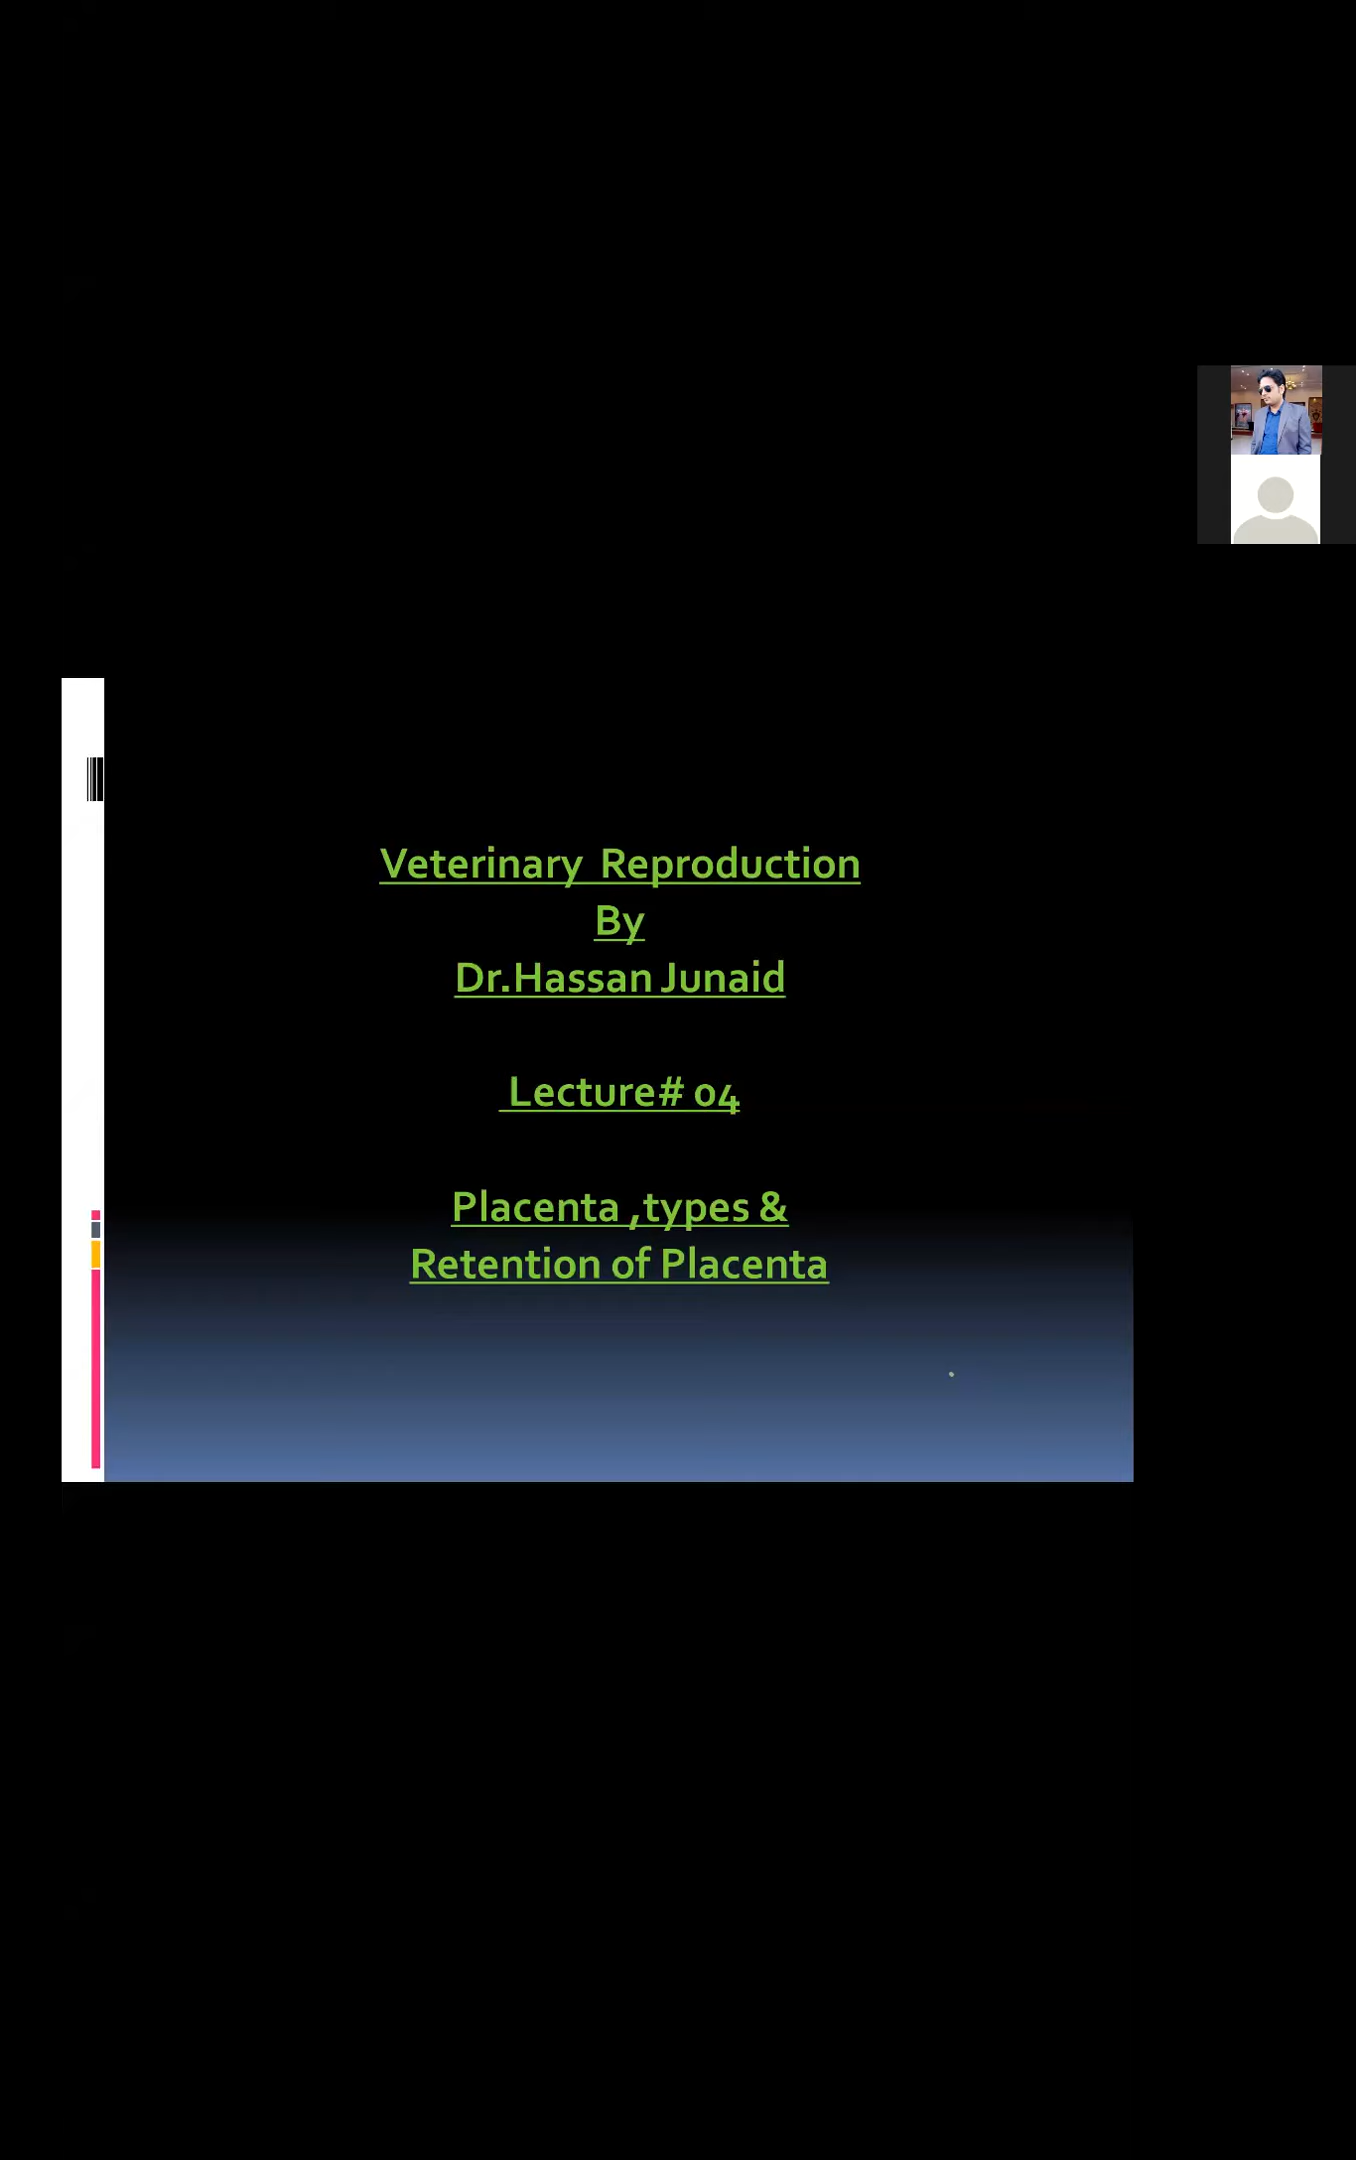 Veterinary  Reproduction
By
Dr.Hassan Junaid
Lecture# 04
Placenta ,types &
Retention of Placenta